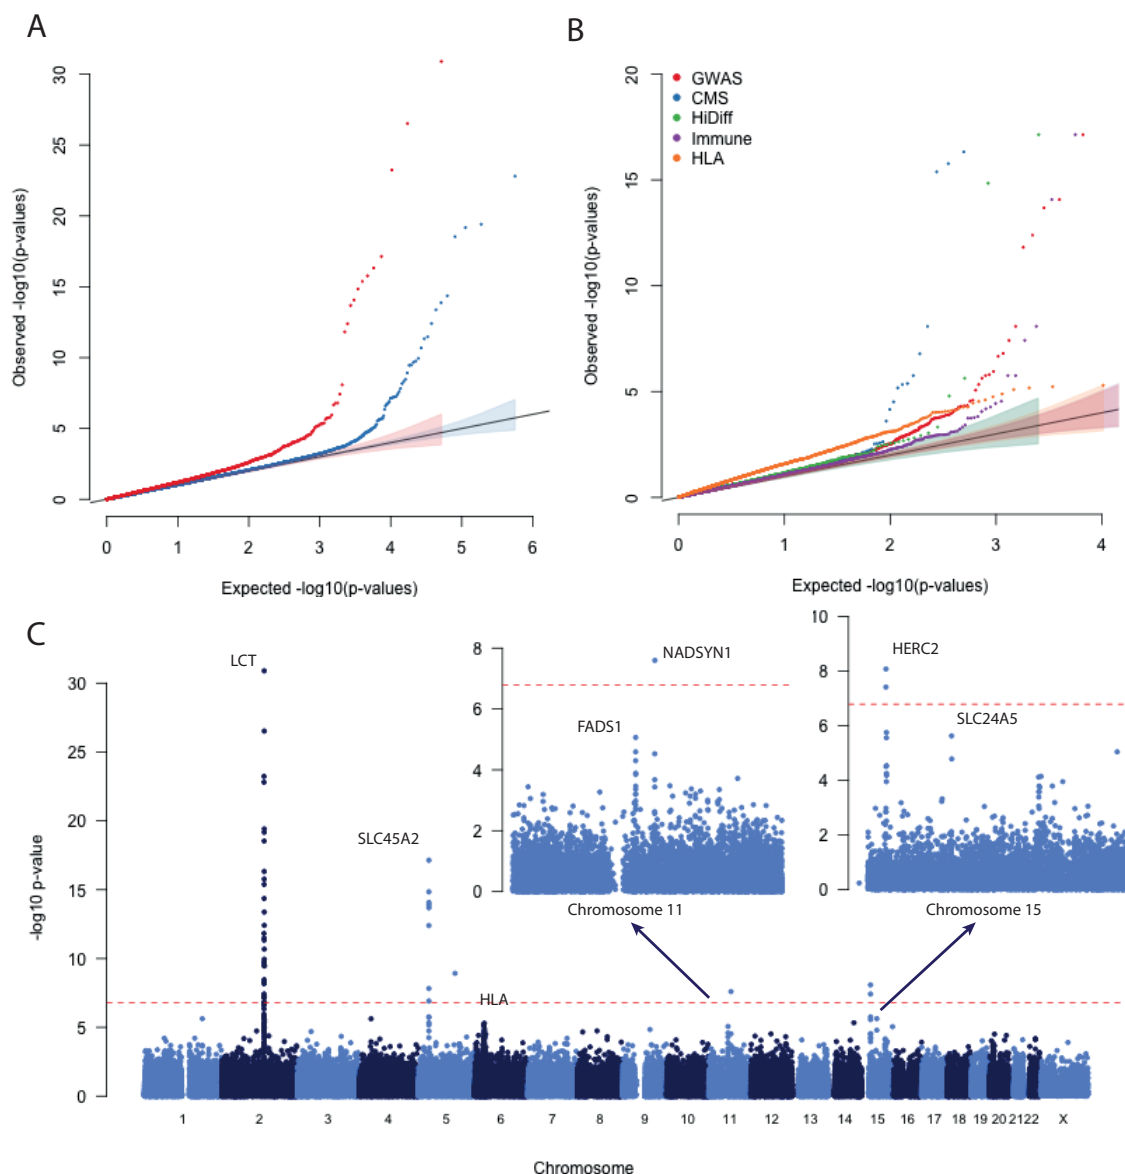 A
B
30
25
20
15
10
5
0
Observed -log10(p-values)
0 1 2 3 4 5 6
Expected -log10(p-values)
20
15
10
5
0
Observed -log10(p-values)
GWAS
CMS
HiDiff
Immune
HLA
0 1 2 3 4
Expected -log10(p-values)
C
30
25
20
15
10
5
0
-log10 p-value
LCT
SLC45A2
HLA
8
6
4
2
0
NADSYN1
FADS1
Chromosome 11
10
8
6
4
2
0
HERC2
SLC24A5
Chromosome 15
1 2 3 4 5 6 7 8 9 10 11 12 13 14 15 16 17 18 19 20 21 22 X
Chromosome